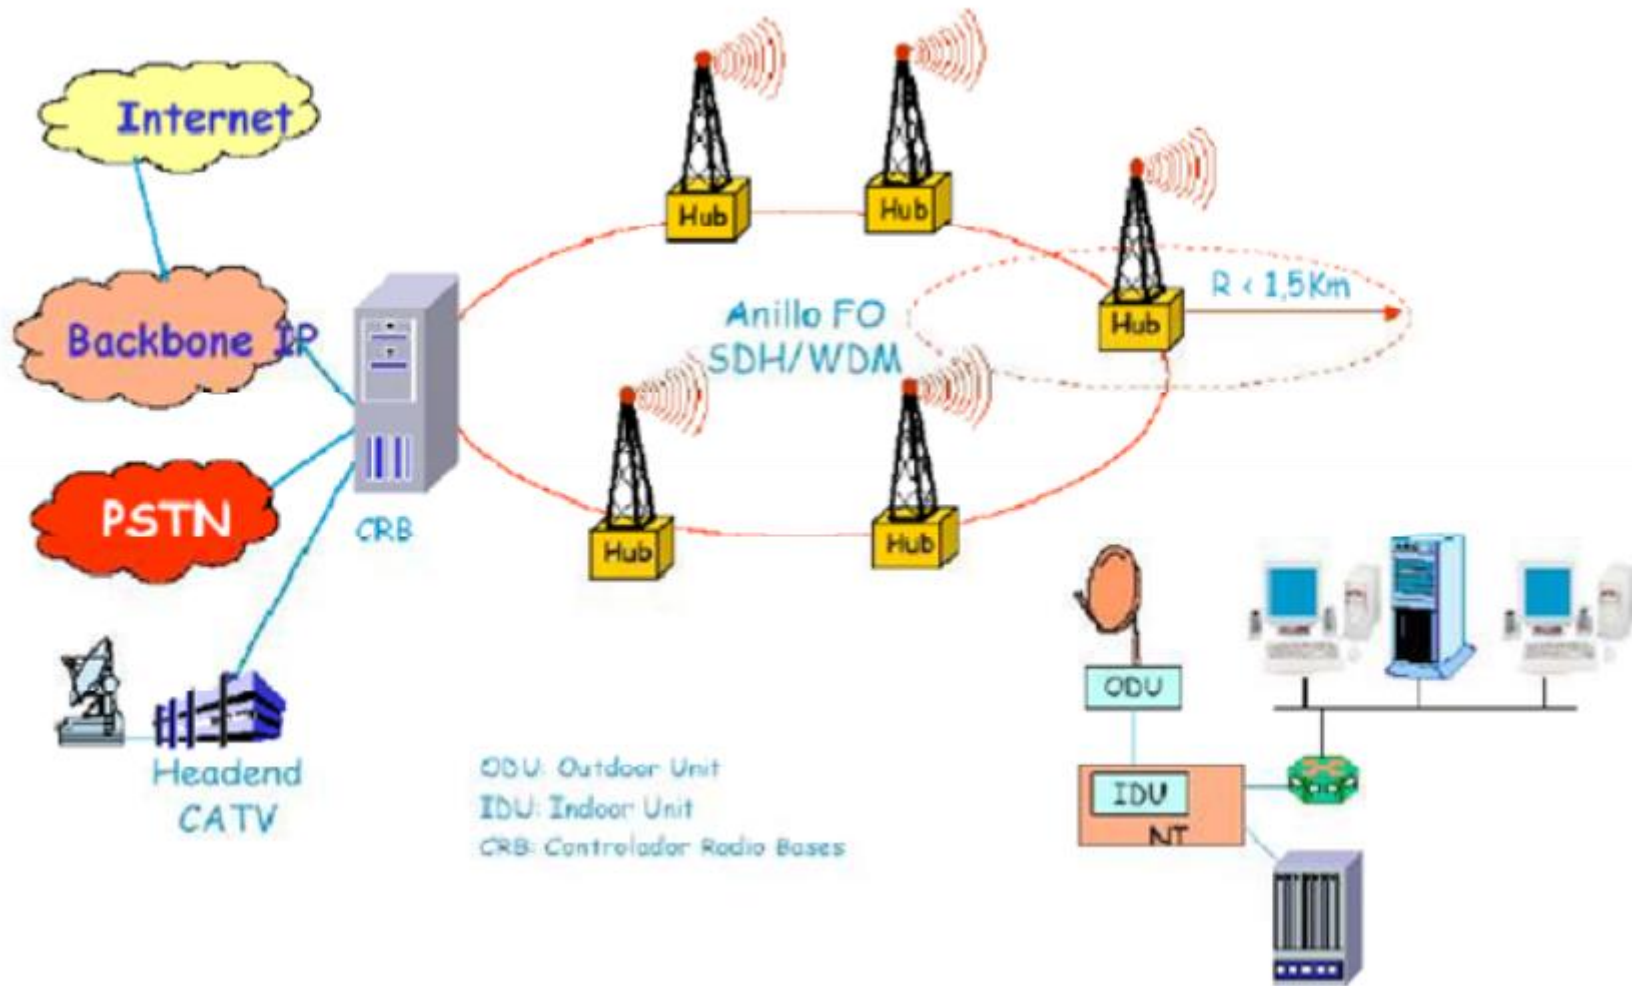 Internet
Backbone IP
PSTN
Headend
CATV
CRB
Hub
Hub
Hub
Hub
Hub
Anillo FO
SDH/WDM
R < 1,5Km
ODU: Outdoor Unit
IDU: Indoor Unit
CRB: Controlador Radio Bases
ODU
IDU
NT